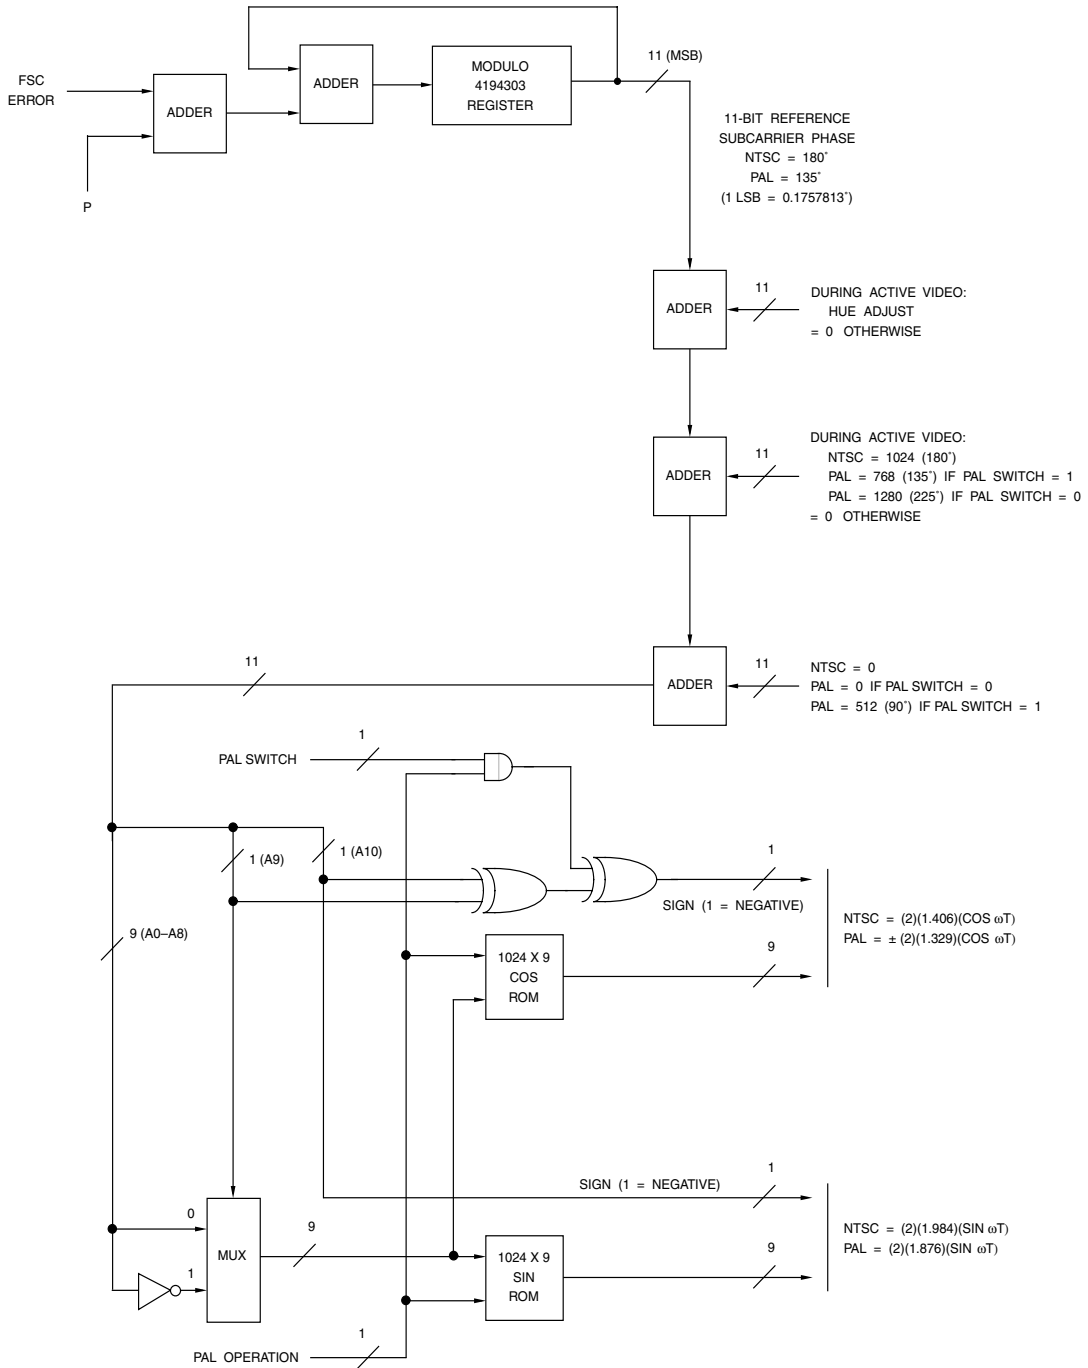 FSC
ERROR
ADDER
P
ADDER
MODULO
4194303
REGISTER
11 (MSB)
11-BIT REFERENCE
SUBCARRIER PHASE
NTSC = 180°
PAL = 135°
(1 LSB = 0.1757813°)
ADDER
11
DURING ACTIVE VIDEO:
HUE ADJUST
= 0 OTHERWISE
ADDER
11
DURING ACTIVE VIDEO:
NTSC = 1024 (180°)
PAL = 768 (135°) IF PAL SWITCH = 1
PAL = 1280 (225°) IF PAL SWITCH = 0
= 0 OTHERWISE
11
ADDER
11
NTSC = 0
PAL = 0 IF PAL SWITCH = 0
PAL = 512 (90°) IF PAL SWITCH = 1
PAL SWITCH
1
1 (A9)
1 (A10)
9 (A0–A8)
1
SIGN (1 = NEGATIVE)
NTSC = (2)(1.406)(COS ωT)
PAL = ± (2)(1.329)(COS ωT)
1024 X 9
COS
ROM
9
SIGN (1 = NEGATIVE)
1
NTSC = (2)(1.984)(SIN ωT)
PAL = (2)(1.876)(SIN ωT)
0
MUX
1
9
1024 X 9
SIN
ROM
9
PAL OPERATION
1